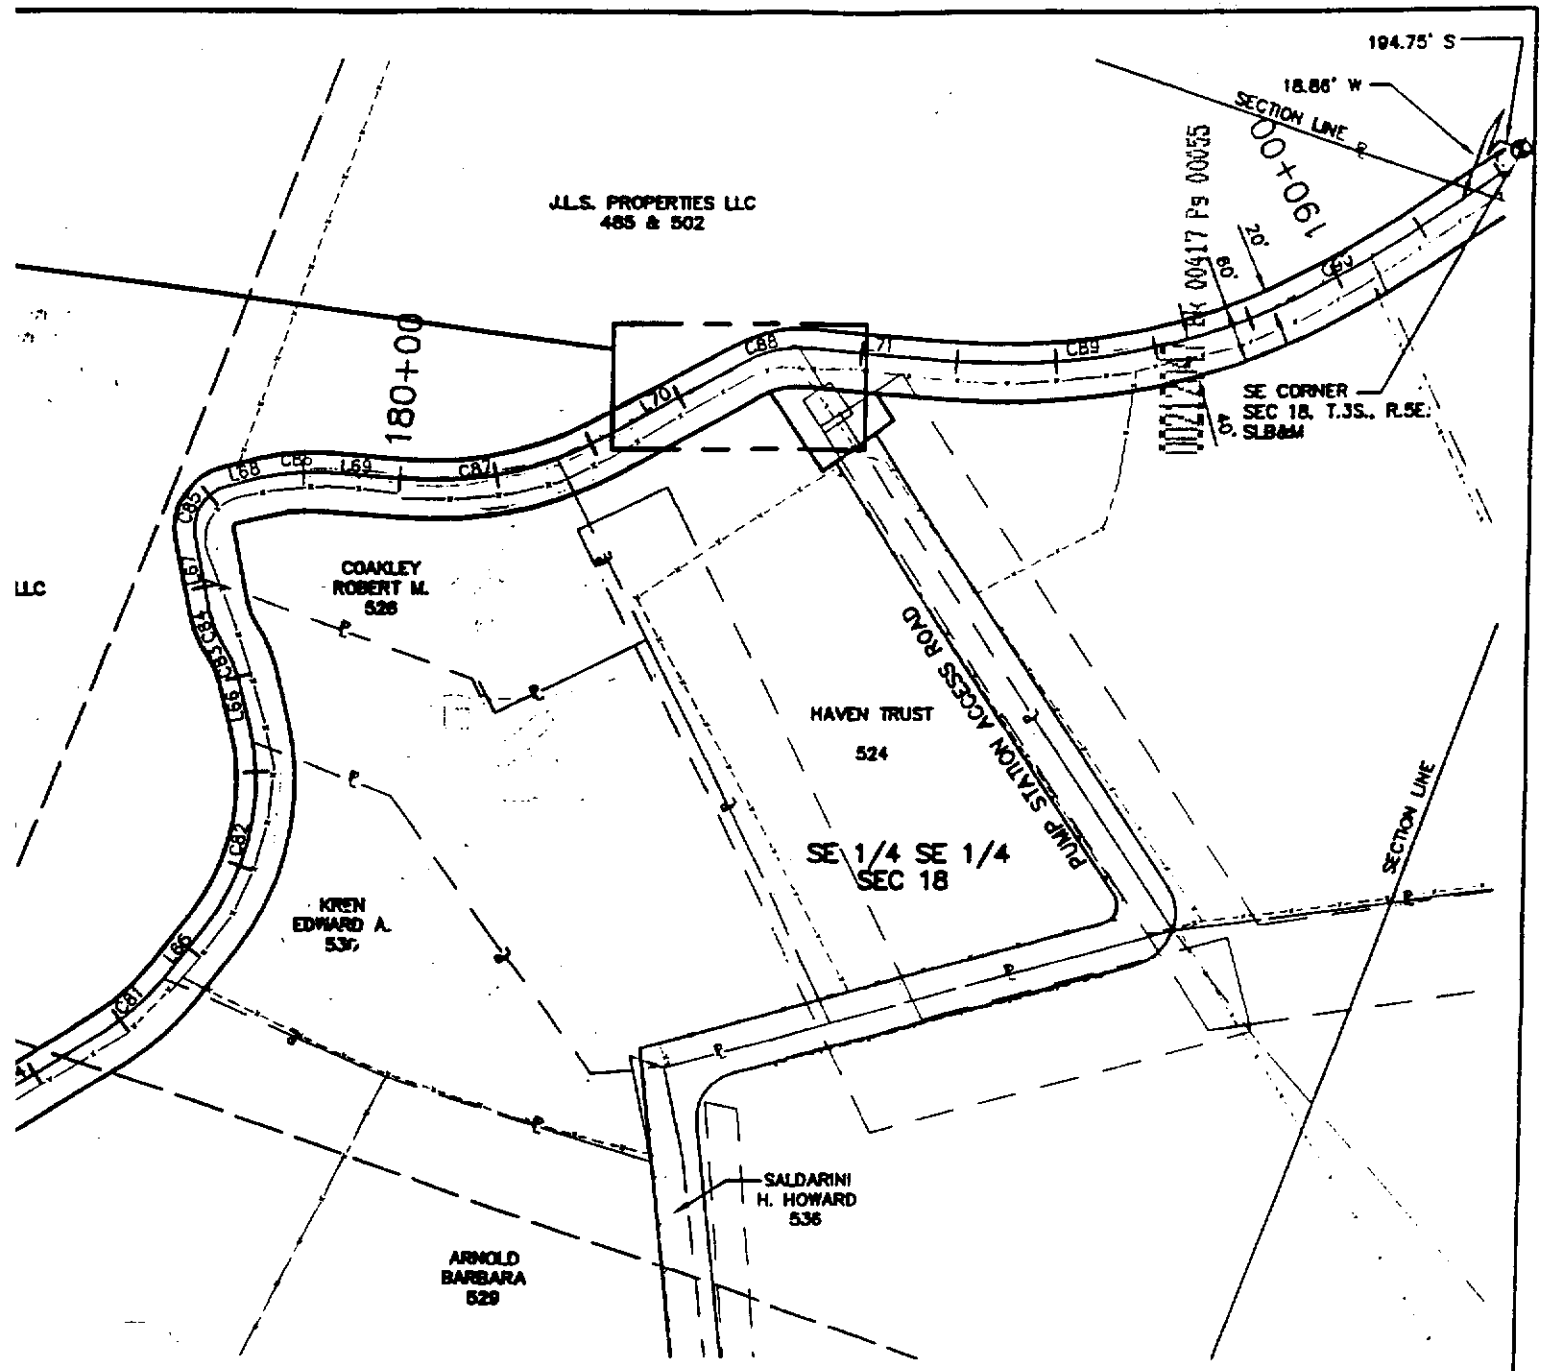 194.75' S
18.86' W
SECTION LINE
190+00
J.L.S. PROPERTIES LLC
485 & 502
BK 00417 Pg 00055
20'
60'
40'
C88
L71
C89
L70
180+00
SE CORNER
SEC 18, T.3S., R.5E.
SLB&M
L68
C86
L69
C87
C85
L67
LLC
COAKLEY
ROBERT M.
526
C84
C83
PUMP STATION ACCESS ROAD
HAVEN TRUST
524
SECTION LINE
C82
SE 1/4 SE 1/4
SEC 18
KREN
EDWARD A.
L66
C81
SALDARINI
H. HOWARD
536
ARNOLD
BARBARA
529